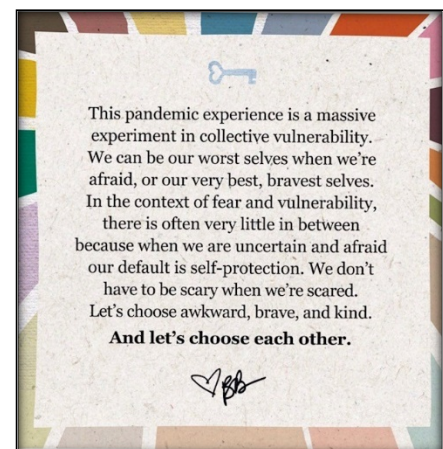 This pandemic experience is a massive
experiment in collective vulnerability.
We can be our worst selves when we’re
afraid, or our very best, bravest selves.
In the context of fear and vulnerability,
there is often very little in between
because when we are uncertain and afraid
our default is self-protection. We don’t
have to be scary when we’re scared.
Let’s choose awkward, brave, and kind.
And let’s choose each other.
BB